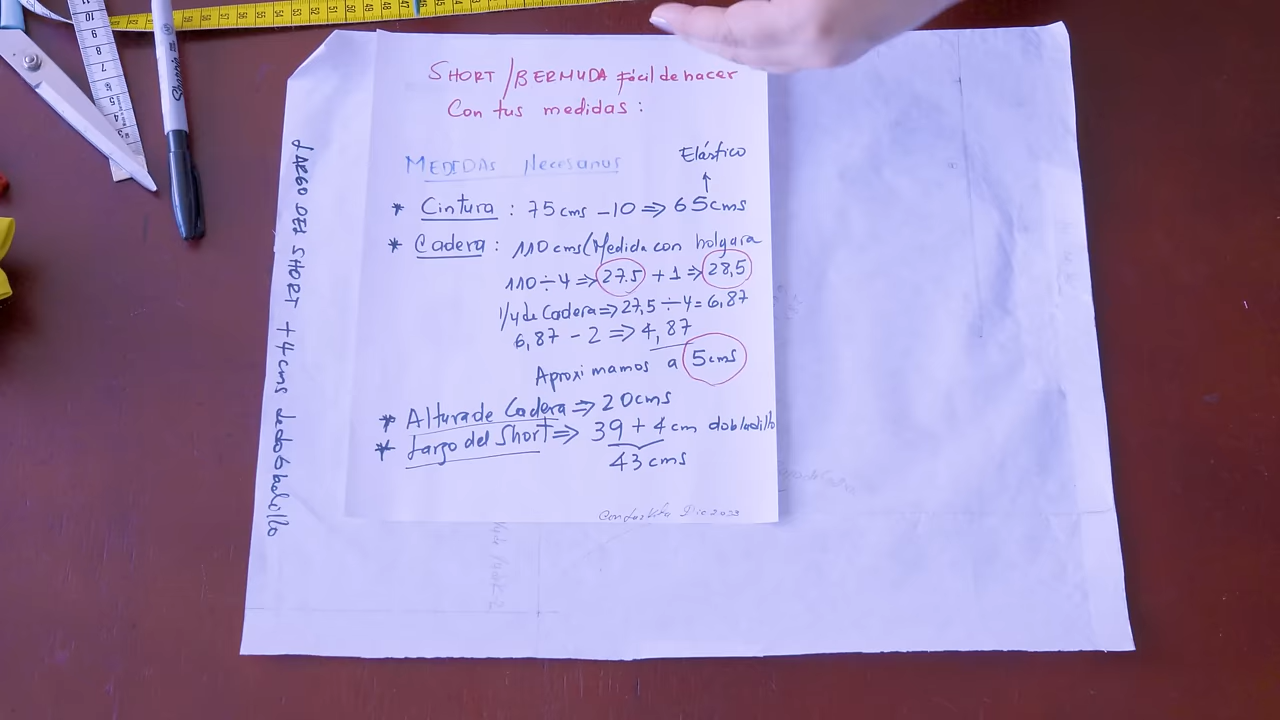 SHORT / BERMUDA fácil de hacer
Con tus medidas :
MEDIDAS Necesarias
Elástico
* Cintura : 75 cms – 10 ⇒ 65 cms
* Cadera : 110 cms (Medida con holgura
110 ÷ 4 ⇒ 27.5 + 1 ⇒ 28,5
1/4 de Cadera ⇒ 27,5 ÷ 4 = 6,87
6,87 – 2 ⇒ 4,87
Aproximamos a 5 cms
* Altura de Cadera ⇒ 20 cms
* Largo del Short ⇒ 39 + 4 cm dobladillo
43 cms
LARGO DEL SHORT + 4 cms de dobladillo
Sharpie